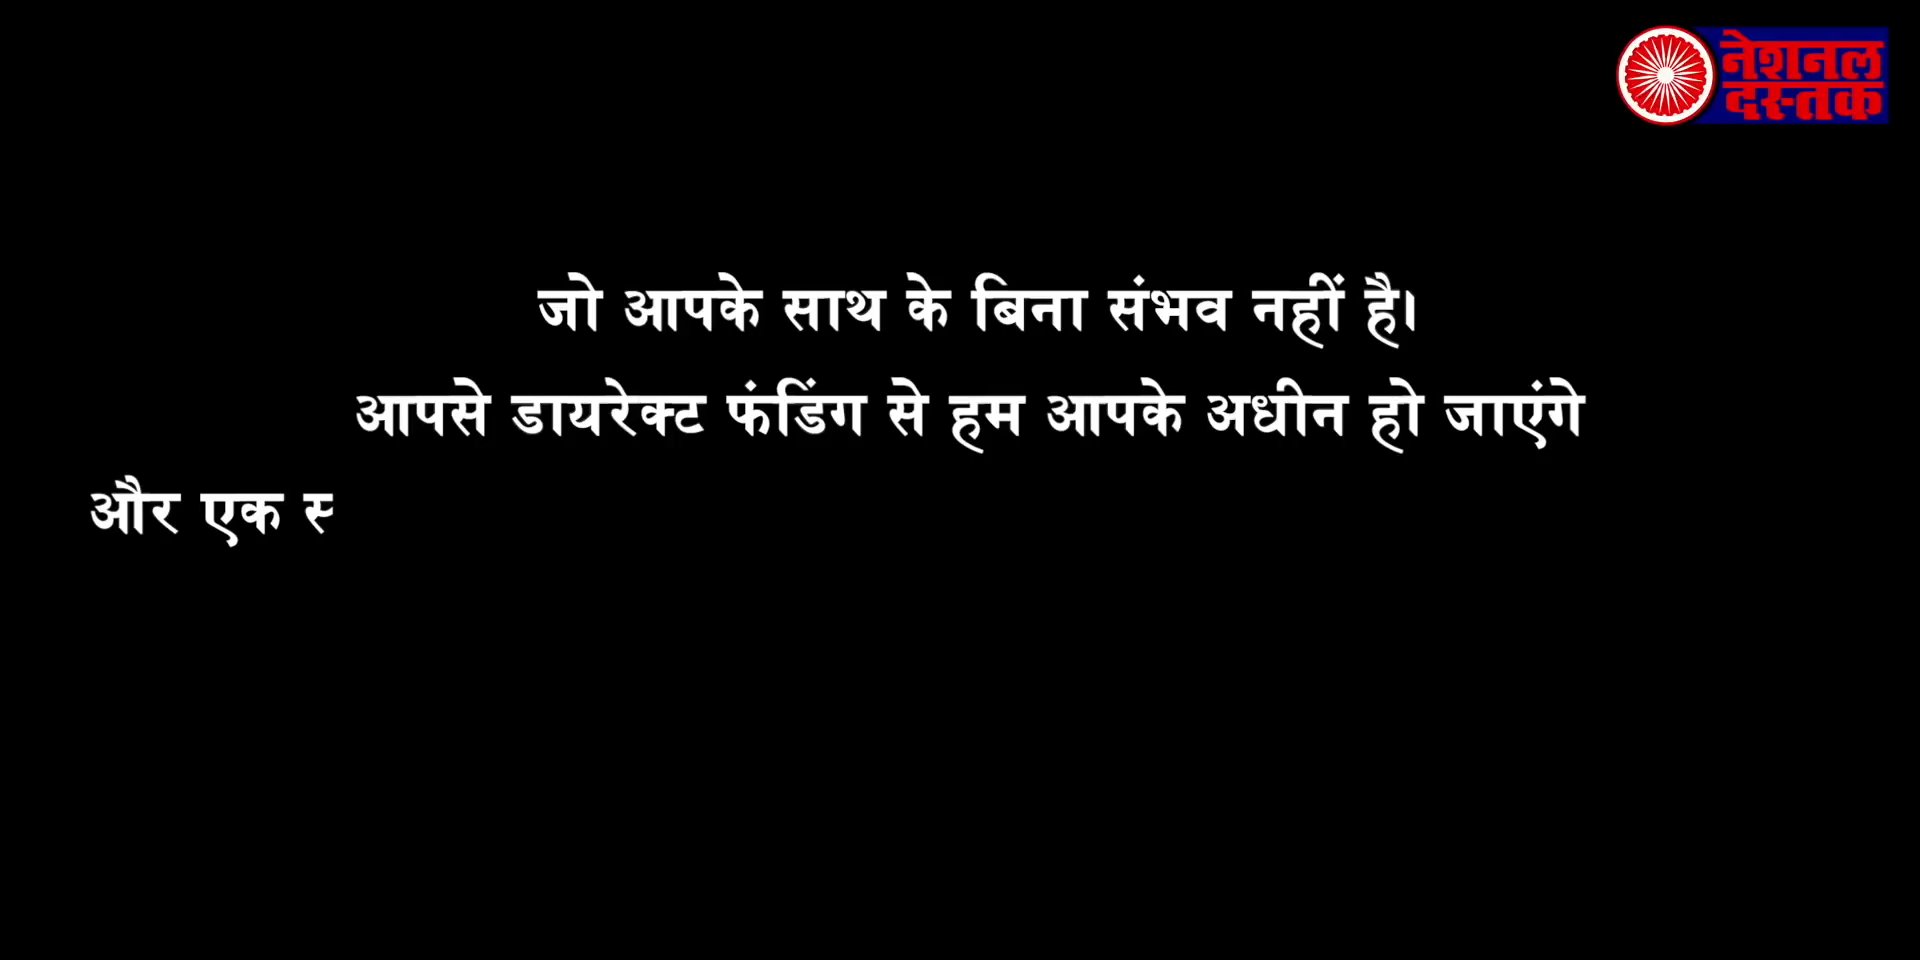 नेशनल
दस्तक
जो आपके साथ के बिना संभव नहीं है।
आपसे डायरेक्ट फंडिंग से हम आपके अधीन हो जाएंगे
और एक